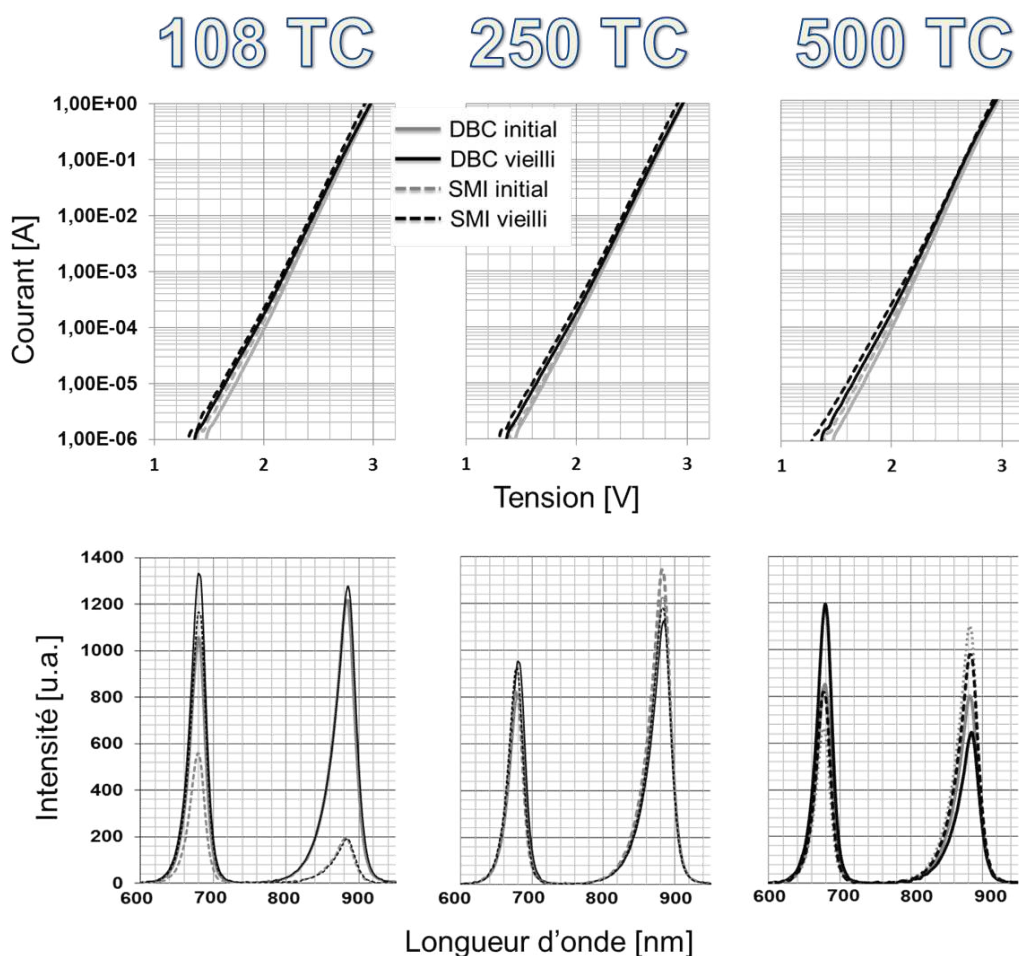 108 TC 250 TC 500 TC
1,00E+00
1,00E-01
1,00E-02
1,00E-03
1,00E-04
1,00E-05
1,00E-06
Courant [A]
DBC initial
DBC vieilli
SMI initial
SMI vieilli
1 2 3 1 2 3 1 2 3
Tension [V]
1400
1200
1000
800
600
400
200
0
Intensité [u.a.]
600 700 800 900 600 700 800 900 600 700 800 900
Longueur d'onde [nm]